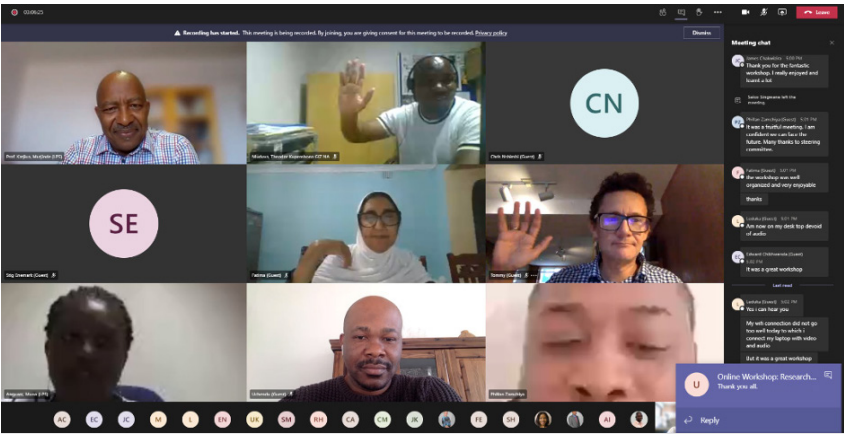 Leave
Recording has started. This meeting is being recorded. By joining, you are giving consent for this meeting to be recorded. Privacy policy
Dismiss
Meeting chat
CN
SE
Thank you for the fantastic
workshop. I really enjoyed and
learnt a lot
left the
meeting.
It was a fruitful meeting. I am
confident we can face the
future. Many thanks to steering
committee.
the workshop was well
organized and very enjoyable
thanks
Am now on my desk top devoid
of audio
It was a great workshop
Last read
Yes i can hear you
My wifi connection did not go
too well today to which i
connect my laptop with video
and audio
But it was a great workshop
Fatima (Guest)
Tommy (Guest)
AC
EC
JC
M
L
EN
UK
SM
RH
CA
CM
JK
FE
SH
AI
U
Online Workshop: Research...
Thank you all.
Reply